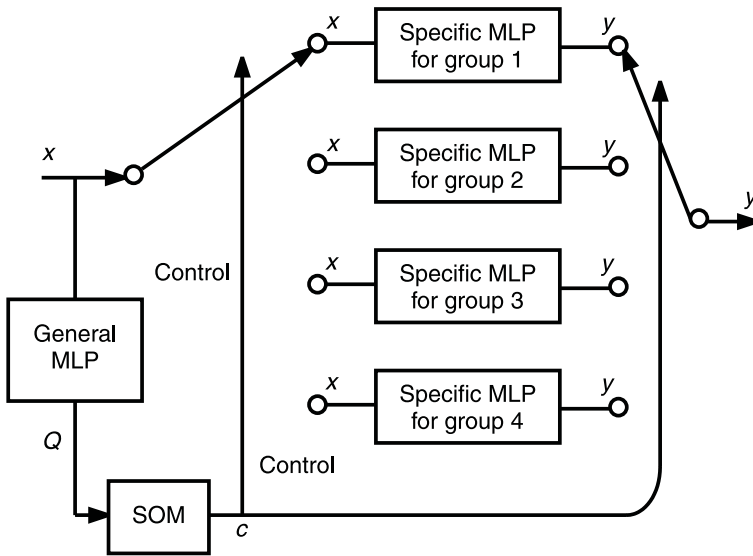 x
Specific MLP
for group 1
y
x
Specific MLP
for group 2
y
x
y
Control
x
Specific MLP
for group 3
y
General
MLP
x
Specific MLP
for group 4
y
Q
Control
SOM
c